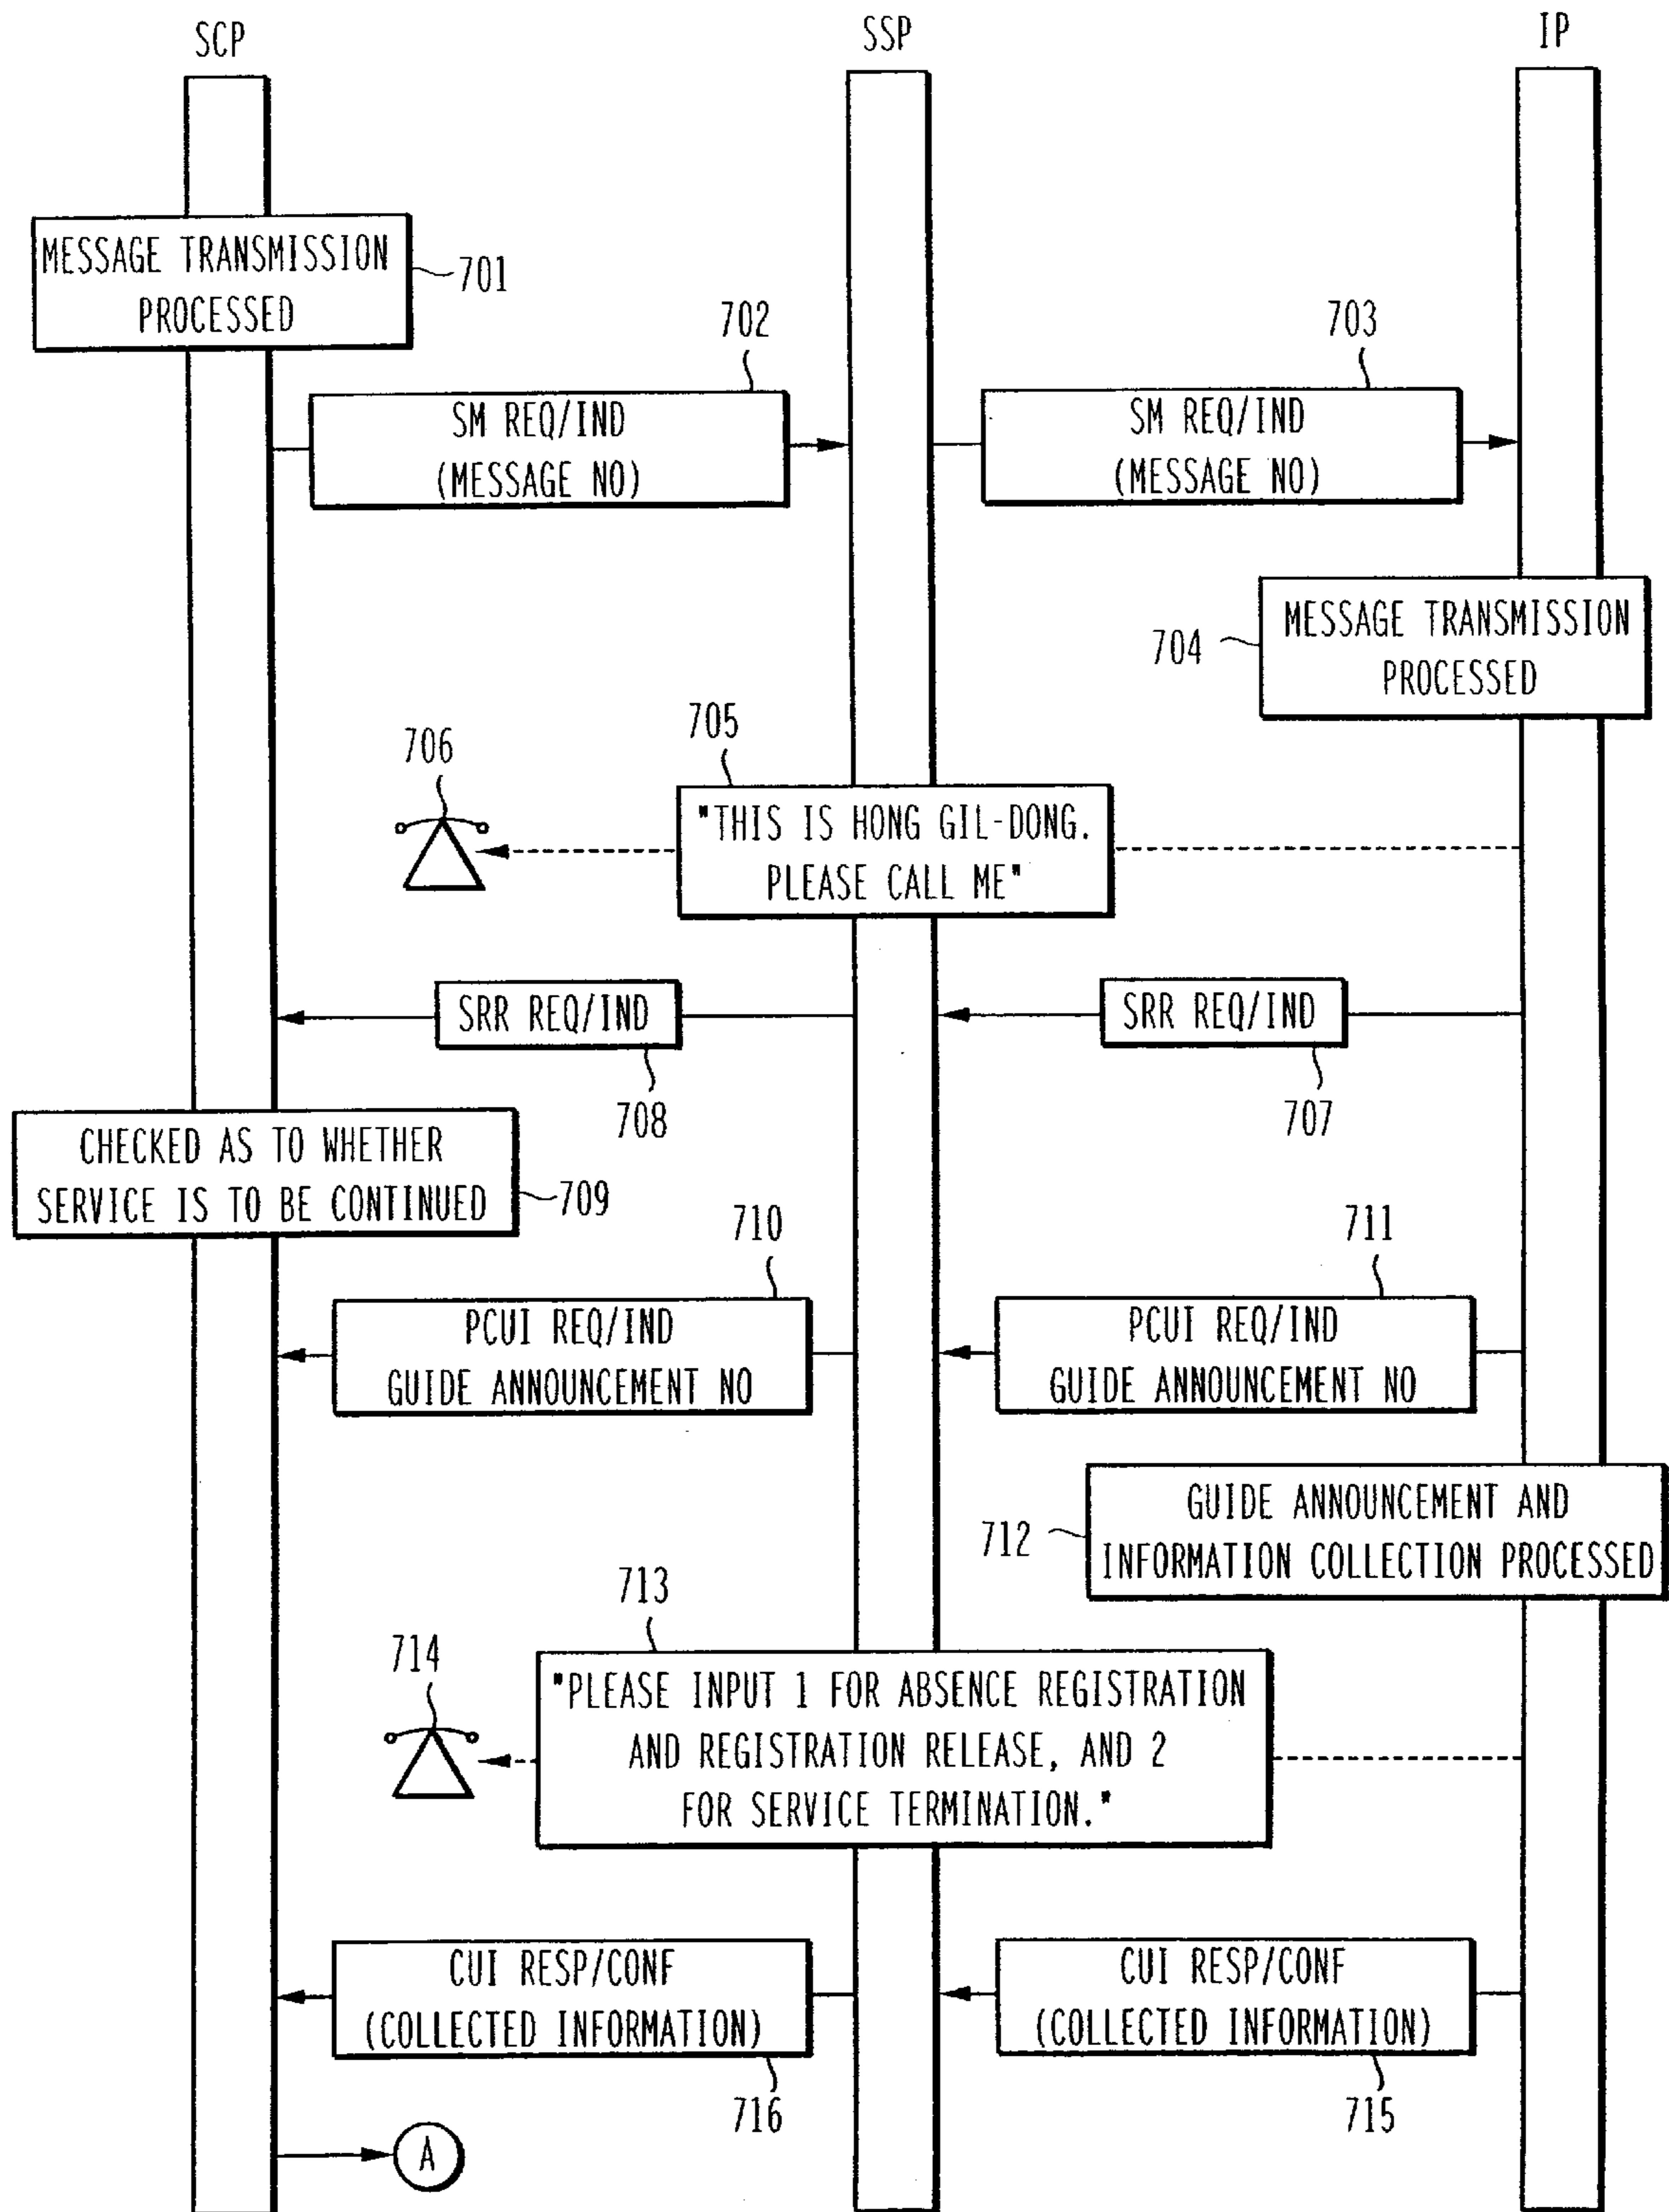 SCP
SSP
IP
MESSAGE TRANSMISSION
PROCESSED
701
702
703
SM REQ/IND
(MESSAGE NO)
SM REQ/IND
(MESSAGE NO)
704
MESSAGE TRANSMISSION
PROCESSED
705
706
"THIS IS HONG GIL-DONG.
PLEASE CALL ME"
SRR REQ/IND
SRR REQ/IND
708
707
CHECKED AS TO WHETHER
SERVICE IS TO BE CONTINUED
709
710
711
PCUI REQ/IND
GUIDE ANNOUNCEMENT NO
PCUI REQ/IND
GUIDE ANNOUNCEMENT NO
712
GUIDE ANNOUNCEMENT AND
INFORMATION COLLECTION PROCESSED
713
714
"PLEASE INPUT 1 FOR ABSENCE REGISTRATION
AND REGISTRATION RELEASE, AND 2
FOR SERVICE TERMINATION."
CUI RESP/CONF
(COLLECTED INFORMATION)
CUI RESP/CONF
(COLLECTED INFORMATION)
716
715
A